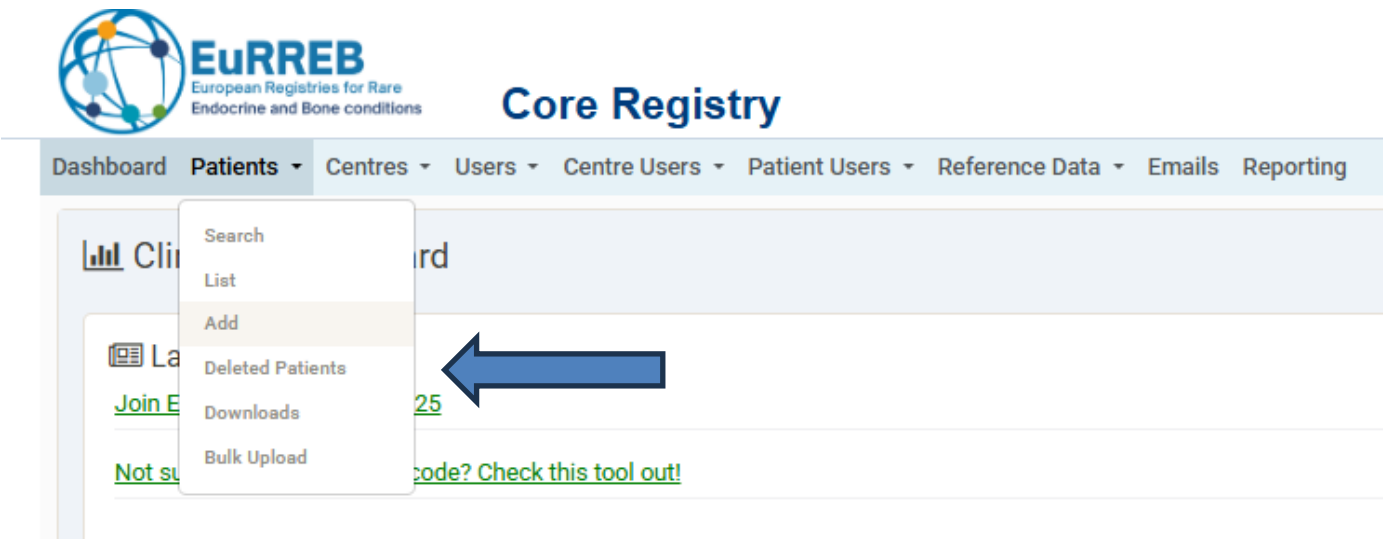 EuRREB
European Registries for Rare
Endocrine and Bone conditions
Core Registry
Dashboard Patients Centres Users Centre Users Patient Users Reference Data Emails Reporting
Search
List
Add
Deleted Patients
Downloads
Bulk Upload
Cli rd
La
Join E 25
Not su code? Check this tool out!